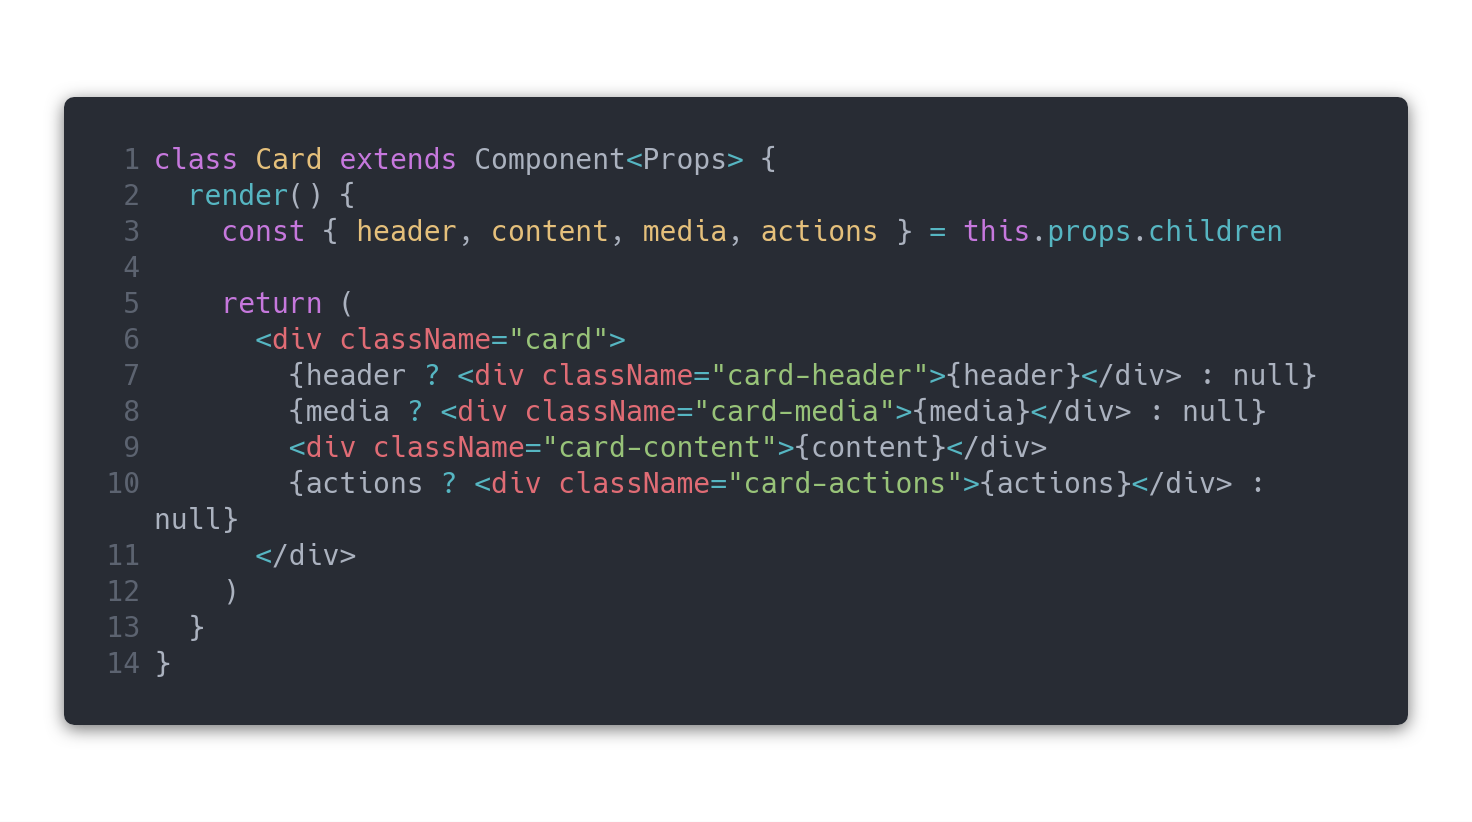 1 class Card extends Component<Props> {
2   render() {
3     const { header, content, media, actions } = this.props.children
4
5     return (
6       <div className="card">
7         {header ? <div className="card-header">{header}</div> : null}
8         {media ? <div className="card-media">{media}</div> : null}
9         <div className="card-content">{content}</div>
10         {actions ? <div className="card-actions">{actions}</div> :
null}
11       </div>
12     )
13   }
14 }